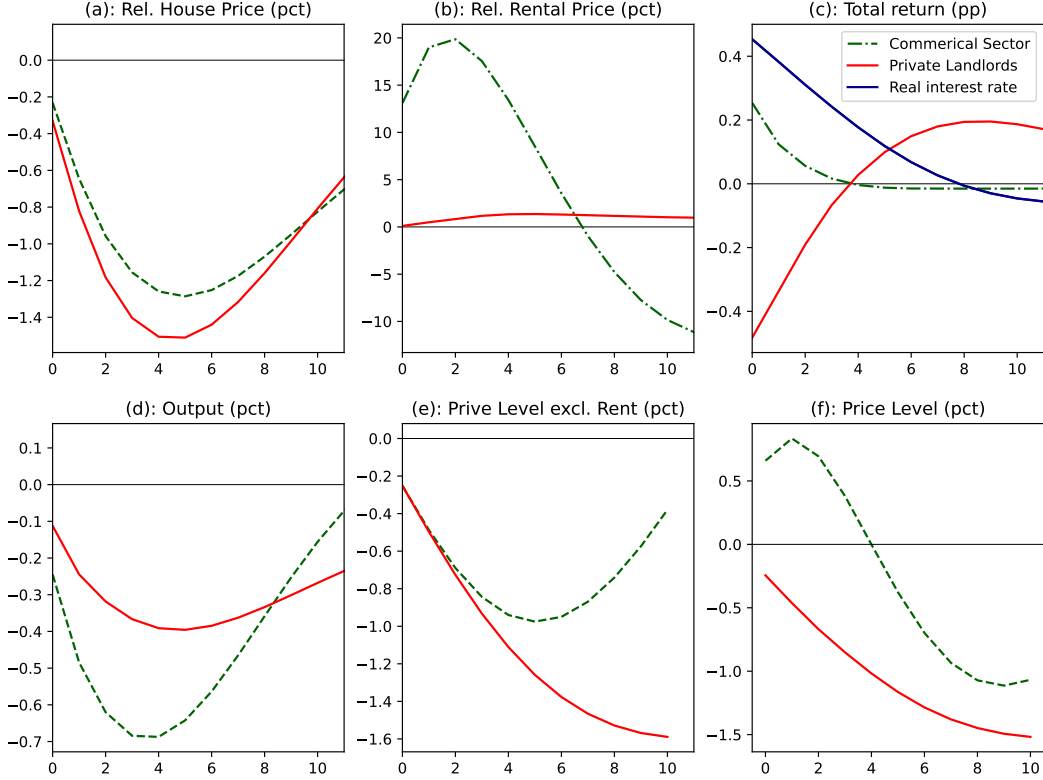 (a): Rel. House Price (pct)
(b): Rel. Rental Price (pct)
(c): Total return (pp)
0.0
−0.2
−0.4
−0.6
−0.8
−1.0
−1.2
−1.4
0 2 4 6 8 10
20
15
10
5
0
−5
−10
0 2 4 6 8 10
0.4
0.2
0.0
−0.2
−0.4
Commerical Sector
Private Landlords
Real interest rate
0 2 4 6 8 10
(d): Output (pct)
(e): Prive Level excl. Rent (pct)
(f): Price Level (pct)
0.1
0.0
−0.1
−0.2
−0.3
−0.4
−0.5
−0.6
−0.7
0 2 4 6 8 10
0.0
−0.2
−0.4
−0.6
−0.8
−1.0
−1.2
−1.4
−1.6
0 2 4 6 8 10
0.5
0.0
−0.5
−1.0
−1.5
0 2 4 6 8 10